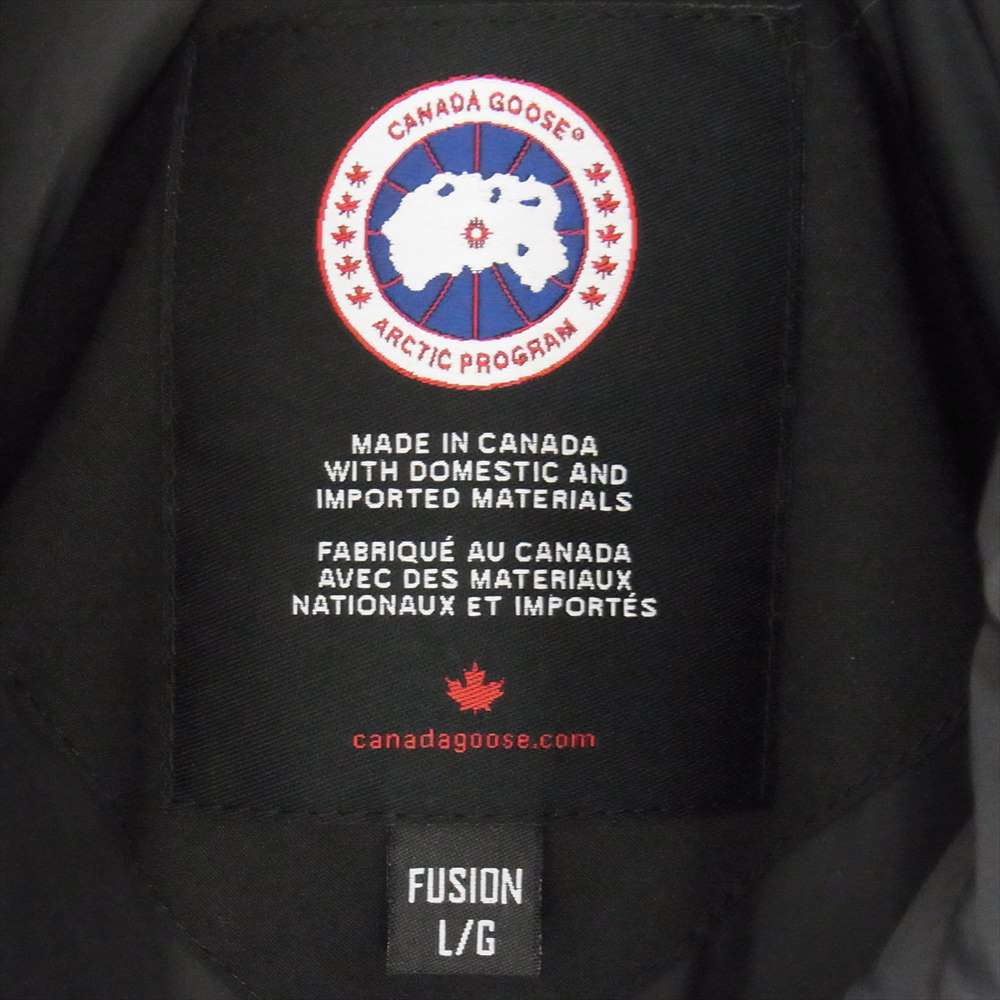 CANADA GOOSE®
ARCTIC PROGRAM
MADE IN CANADA
WITH DOMESTIC AND
IMPORTED MATERIALS
FABRIQUÉ AU CANADA
AVEC DES MATERIAUX
NATIONAUX ET IMPORTÉS
canadagoose.com
FUSION
L/G